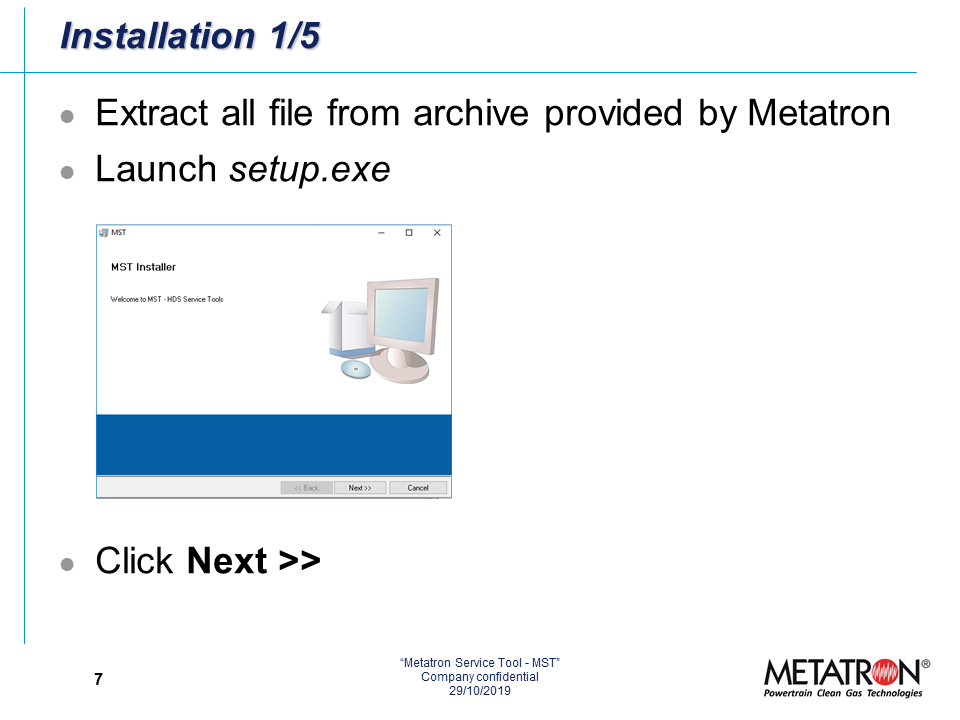 Installation 1/5
Extract all file from archive provided by Metatron
Launch setup.exe
MST
MST Installer
Welcome to MST - HDS Service Tools
<< Back Next >> Cancel
Click Next >>
7
“Metatron Service Tool - MST”
Company confidential
29/10/2019
METATRON®
Powertrain Clean Gas Technologies